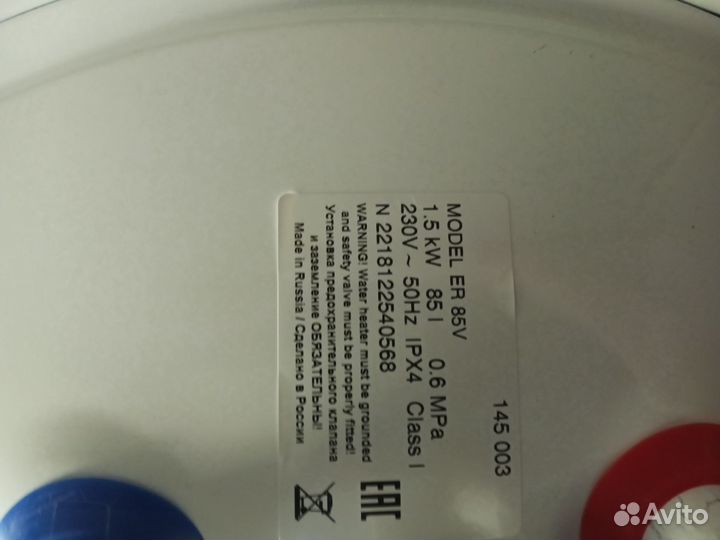 MODEL ER 85V
145 003
1.5 kW 85 l 0.6 MPa
230V ~ 50Hz IPX4 Class I
N 2218122540568
EAC
WARNING! Water heater must be grounded
and safety valve must be properly fitted!
Установка предохранительного клапана
и заземление ОБЯЗАТЕЛЬНЫ!
Made in Russia / Сделано в России
Avito